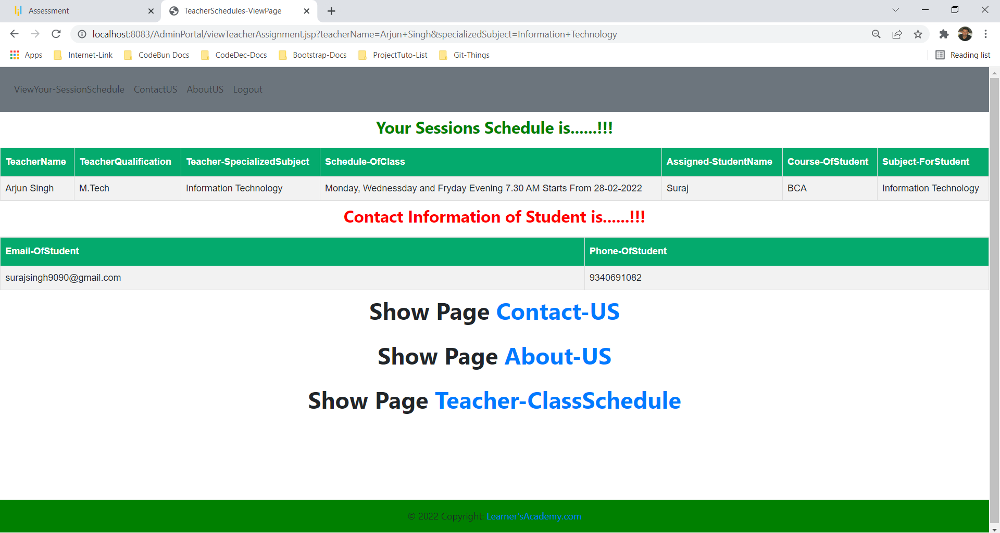 Assessment
TeacherSchedules-ViewPage
localhost:8083/AdminPortal/viewTeacherAssignment.jsp?teacherName=Arjun+Singh&specializedSubject=Information+Technology
Apps Internet-Link CodeBun Docs CodeDec-Docs Bootstrap-Docs ProjectTuto-List Git-Things Reading list
ViewYour-SessionSchedule ContactUS AboutUS Logout
Your Sessions Schedule is......!!!
TeacherName TeacherQualification Teacher-SpecializedSubject Schedule-OfClass Assigned-StudentName Course-OfStudent Subject-ForStudent
Arjun Singh M.Tech Information Technology Monday, Wednessday and Fryday Evening 7.30 AM Starts From 28-02-2022 Suraj BCA Information Technology
Contact Information of Student is......!!!
Email-OfStudent Phone-OfStudent
surajsingh9090@gmail.com 9340691082
Show Page Contact-US
Show Page About-US
Show Page Teacher-ClassSchedule
© 2022 Copyright: Learner'sAcademy.com